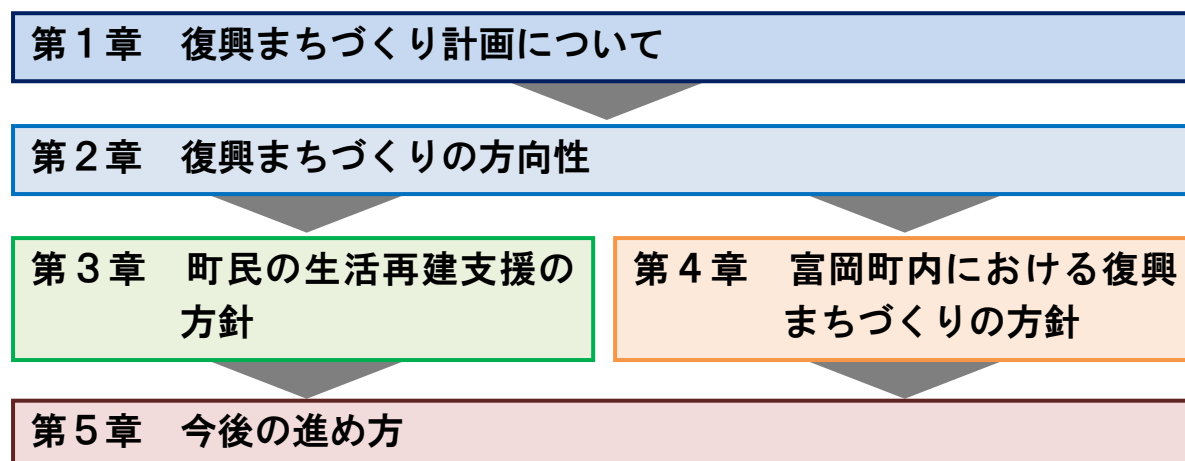 第１章　復興まちづくり計画について
第２章　復興まちづくりの方向性
第３章　町民の生活再建支援の
方針
第４章　富岡町内における復興
まちづくりの方針
第５章　今後の進め方